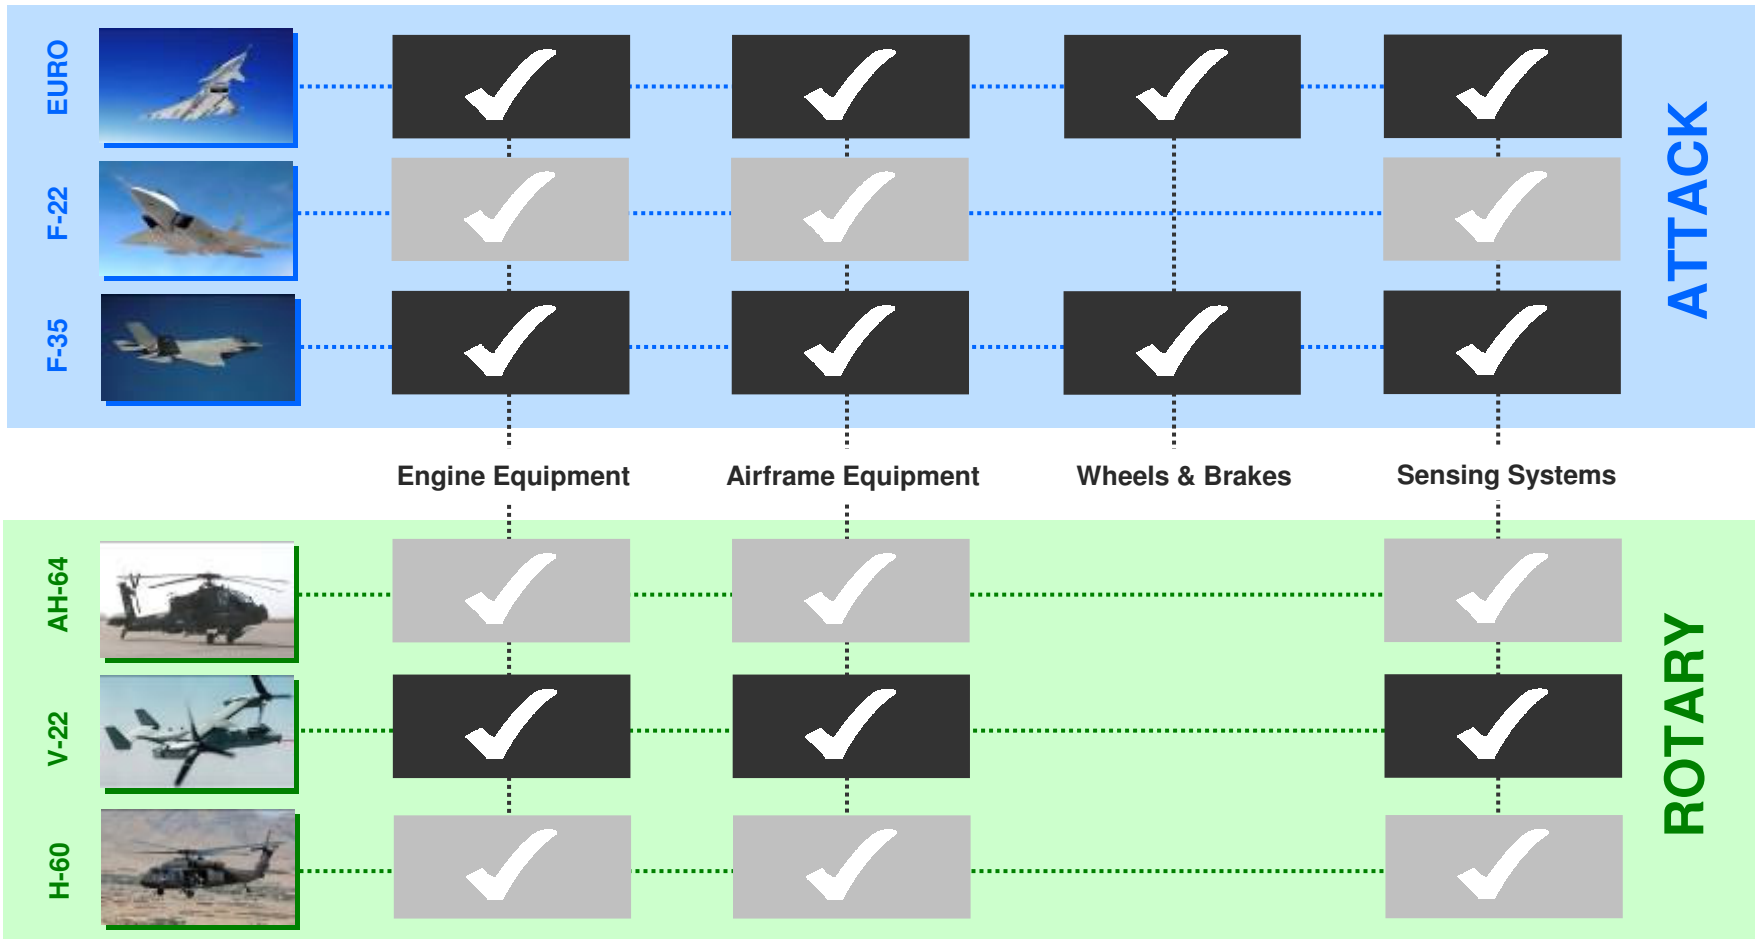 EURO
F-22
F-35
ATTACK
Engine Equipment
Airframe Equipment
Wheels & Brakes
Sensing Systems
AH-64
V-22
H-60
ROTARY